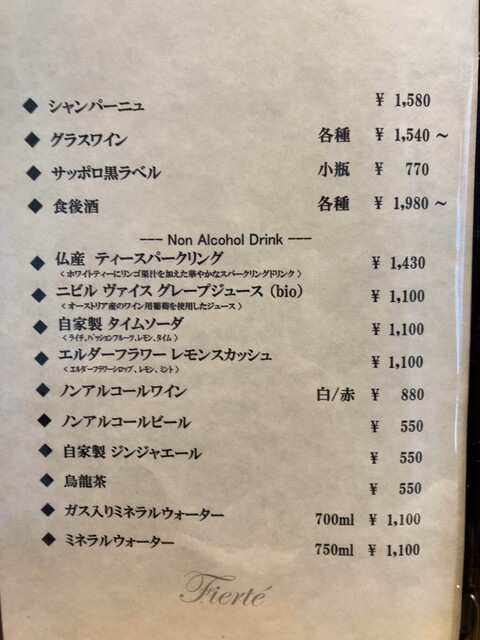 ◆ シャンパーニュ ¥ 1,580
◆ グラスワイン 各種 ¥ 1,540 ~
◆ サッポロ黒ラベル 小瓶 ¥ 770
◆ 食後酒 各種 ¥ 1,980 ~
--- Non Alcohol Drink ---
◆ 仏産 ティースパークリング ¥ 1,430
< ホワイトティーにリンゴ果汁を加えた華やかなスパークリングドリンク >
◆ ニビル ヴァイス グレープジュース (bio) ¥ 1,100
< オーストリア産のワイン用葡萄を使用したジュース >
◆ 自家製 タイムソーダ ¥ 1,100
< ライチ、パッションフルーツ、レモン、タイム >
◆ エルダーフラワー レモンスカッシュ ¥ 1,100
< エルダーフラワーシロップ、レモン、ミント >
◆ ノンアルコールワイン 白/赤 ¥ 880
◆ ノンアルコールビール ¥ 550
◆ 自家製 ジンジャエール ¥ 550
◆ 烏龍茶 ¥ 550
◆ ガス入りミネラルウォーター 700ml ¥ 1,100
◆ ミネラルウォーター 750ml ¥ 1,100
Fierté